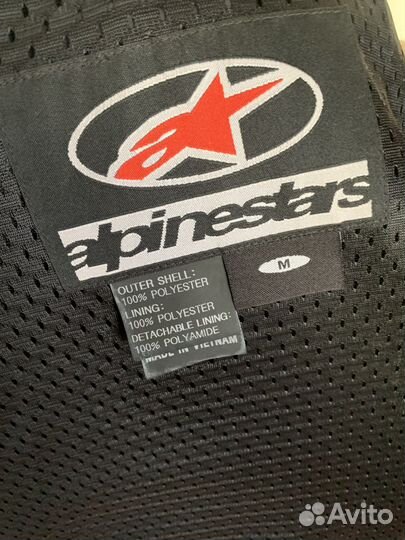 alpinestars
M
OUTER SHELL:
100% POLYESTER
LINING:
100% POLYESTER
DETACHABLE LINING:
100% POLYAMIDE
MADE IN VIETNAM
Avito